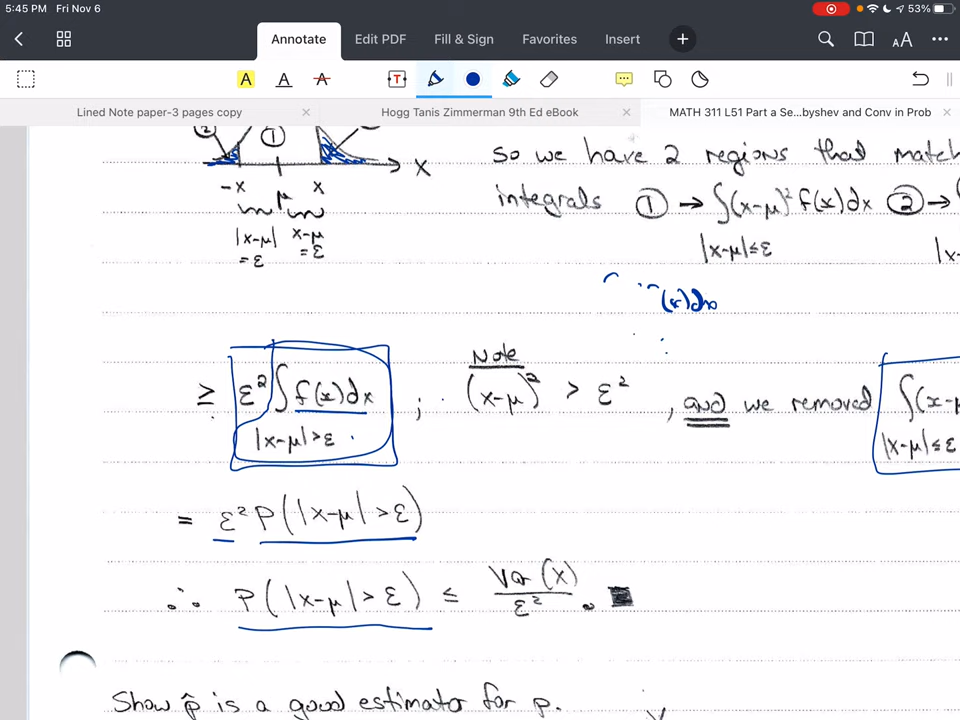 5:45 PM Fri Nov 6
53%
Annotate Edit PDF Fill & Sign Favorites Insert
AA
A A A T
Lined Note paper-3 pages copy
Hogg Tanis Zimmerman 9th Ed eBook
MATH 311 L51 Part a Se...byshev and Conv in Prob
② ①
-x μ x X
|x-μ| = ε
x-μ = ε
so we have 2 regions that match
integrals ① → ∫(x-μ)² f(x)dx ② →
|x-μ|≤ε |x-
(x)dx
≥ ε² ∫ f(x)dx ; Note (x-μ)² > ε² , and we removed ∫(x-μ
|x-μ|>ε |x-μ|≤ε
= ε² P(|x-μ|>ε)
∴ P(|x-μ|>ε) ≤ Var(x)/ε² . ■
Show p̂ is a good estimator for p.